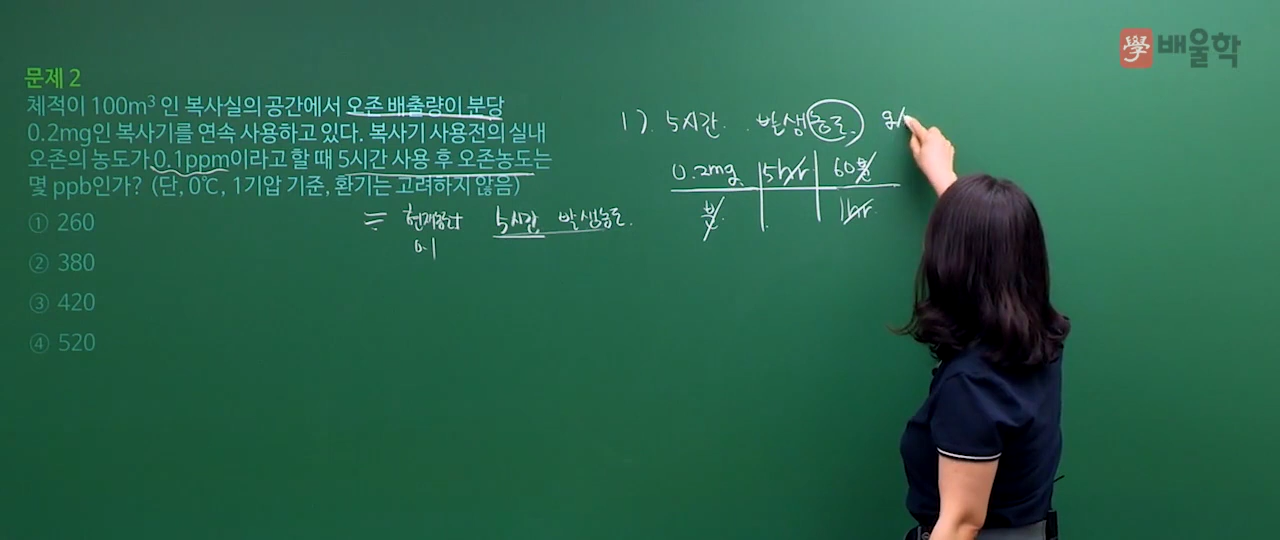 學 배울학
문제 2
체적이 100m³ 인 복사실의 공간에서 오존 배출량이 분당
0.2mg인 복사기를 연속 사용하고 있다. 복사기 사용전의 실내
오존의 농도가 0.1ppm이라고 할 때 5시간 사용 후 오존농도는
몇 ppb인가? (단, 0℃, 1기압 기준, 환기는 고려하지 않음)
① 260
② 380
③ 420
④ 520
= 현재농도 5시간 발생농도
0.1
1). 5시간. 발생농도,
0.2mg 5hr 60분
분 1hr